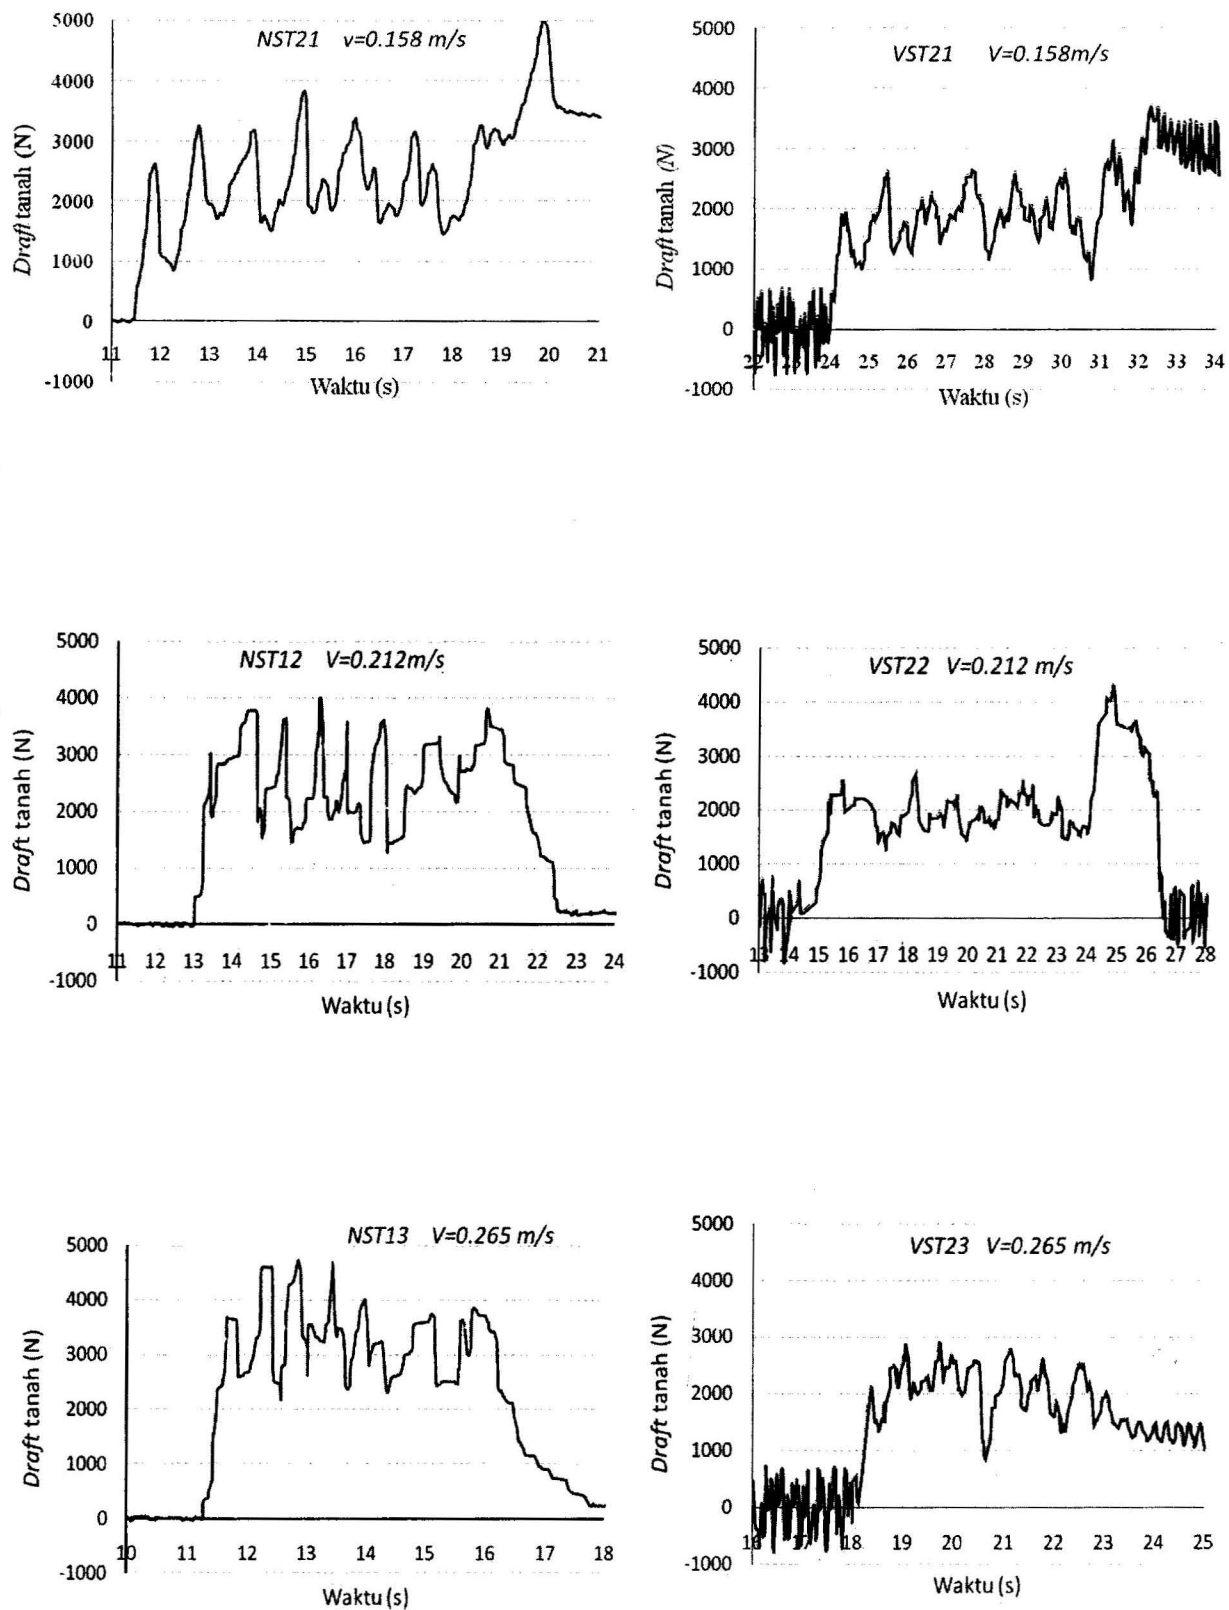 NST21 v=0.158 m/s
5000
4000
3000
2000
1000
0
-1000
Draft tanah (N)
11 12 13 14 15 16 17 18 19 20 21
Waktu (s)
VST21 V=0.158m/s
5000
4000
3000
2000
1000
0
-1000
Draft tanah (N)
22 23 24 25 26 27 28 29 30 31 32 33 34
Waktu (s)
NST12 V=0.212m/s
5000
4000
3000
2000
1000
0
-1000
Draft tanah (N)
11 12 13 14 15 16 17 18 19 20 21 22 23 24
Waktu (s)
VST22 V=0.212 m/s
5000
4000
3000
2000
1000
0
-1000
Draft tanah (N)
13 14 15 16 17 18 19 20 21 22 23 24 25 26 27 28
Waktu (s)
NST13 V=0.265 m/s
5000
4000
3000
2000
1000
0
-1000
Draft tanah (N)
10 11 12 13 14 15 16 17 18
Waktu (s)
VST23 V=0.265 m/s
5000
4000
3000
2000
1000
0
-1000
Draft tanah (N)
16 17 18 19 20 21 22 23 24 25
Waktu (s)